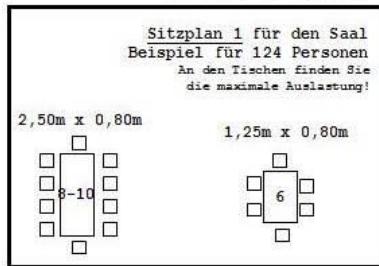 Sitzplan 1 für den Saal
Beispiel für 124 Personen
An den Tischen finden Sie
die maximale Auslastung!
2,50m x 0,80m
1,25m x 0,80m
8-10
6